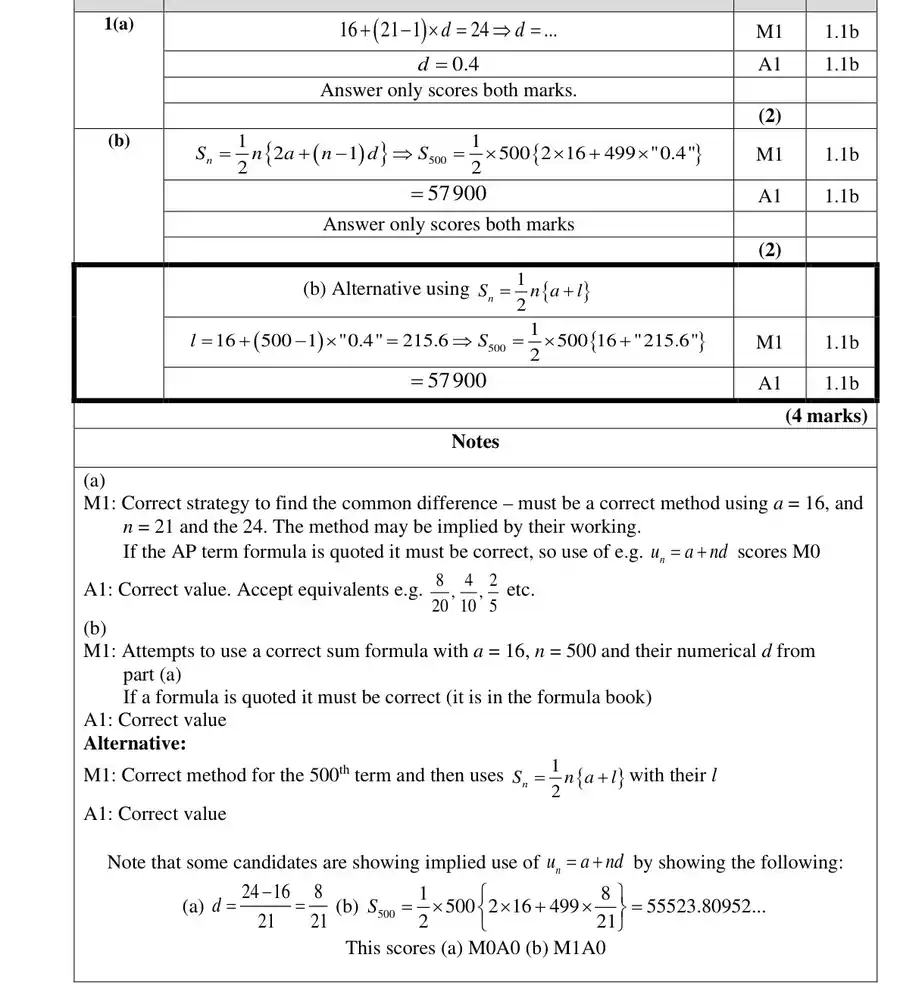 1(a) 16+(21−1)×d = 24 ⇒ d = ... M1 1.1b
d = 0.4 A1 1.1b
Answer only scores both marks.
(2)
(b) Sₙ = 1/2 n{2a+(n−1)d} ⇒ S₅₀₀ = 1/2 ×500{2×16+499×"0.4"} M1 1.1b
= 57900 A1 1.1b
Answer only scores both marks
(2)
(b) Alternative using Sₙ = 1/2 n{a+l}
l = 16+(500−1)×"0.4" = 215.6 ⇒ S₅₀₀ = 1/2 ×500{16+"215.6"} M1 1.1b
= 57900 A1 1.1b
(4 marks)
Notes
(a)
M1: Correct strategy to find the common difference – must be a correct method using a = 16, and
n = 21 and the 24. The method may be implied by their working.
If the AP term formula is quoted it must be correct, so use of e.g. uₙ = a + nd scores M0
A1: Correct value. Accept equivalents e.g. 8/20, 4/10, 2/5 etc.
(b)
M1: Attempts to use a correct sum formula with a = 16, n = 500 and their numerical d from
part (a)
If a formula is quoted it must be correct (it is in the formula book)
A1: Correct value
Alternative:
M1: Correct method for the 500th term and then uses Sₙ = 1/2 n{a+l} with their l
A1: Correct value
Note that some candidates are showing implied use of uₙ = a + nd by showing the following:
(a) d = (24−16)/21 = 8/21 (b) S₅₀₀ = 1/2 ×500{2×16+499×8/21} = 55523.80952...
This scores (a) M0A0 (b) M1A0